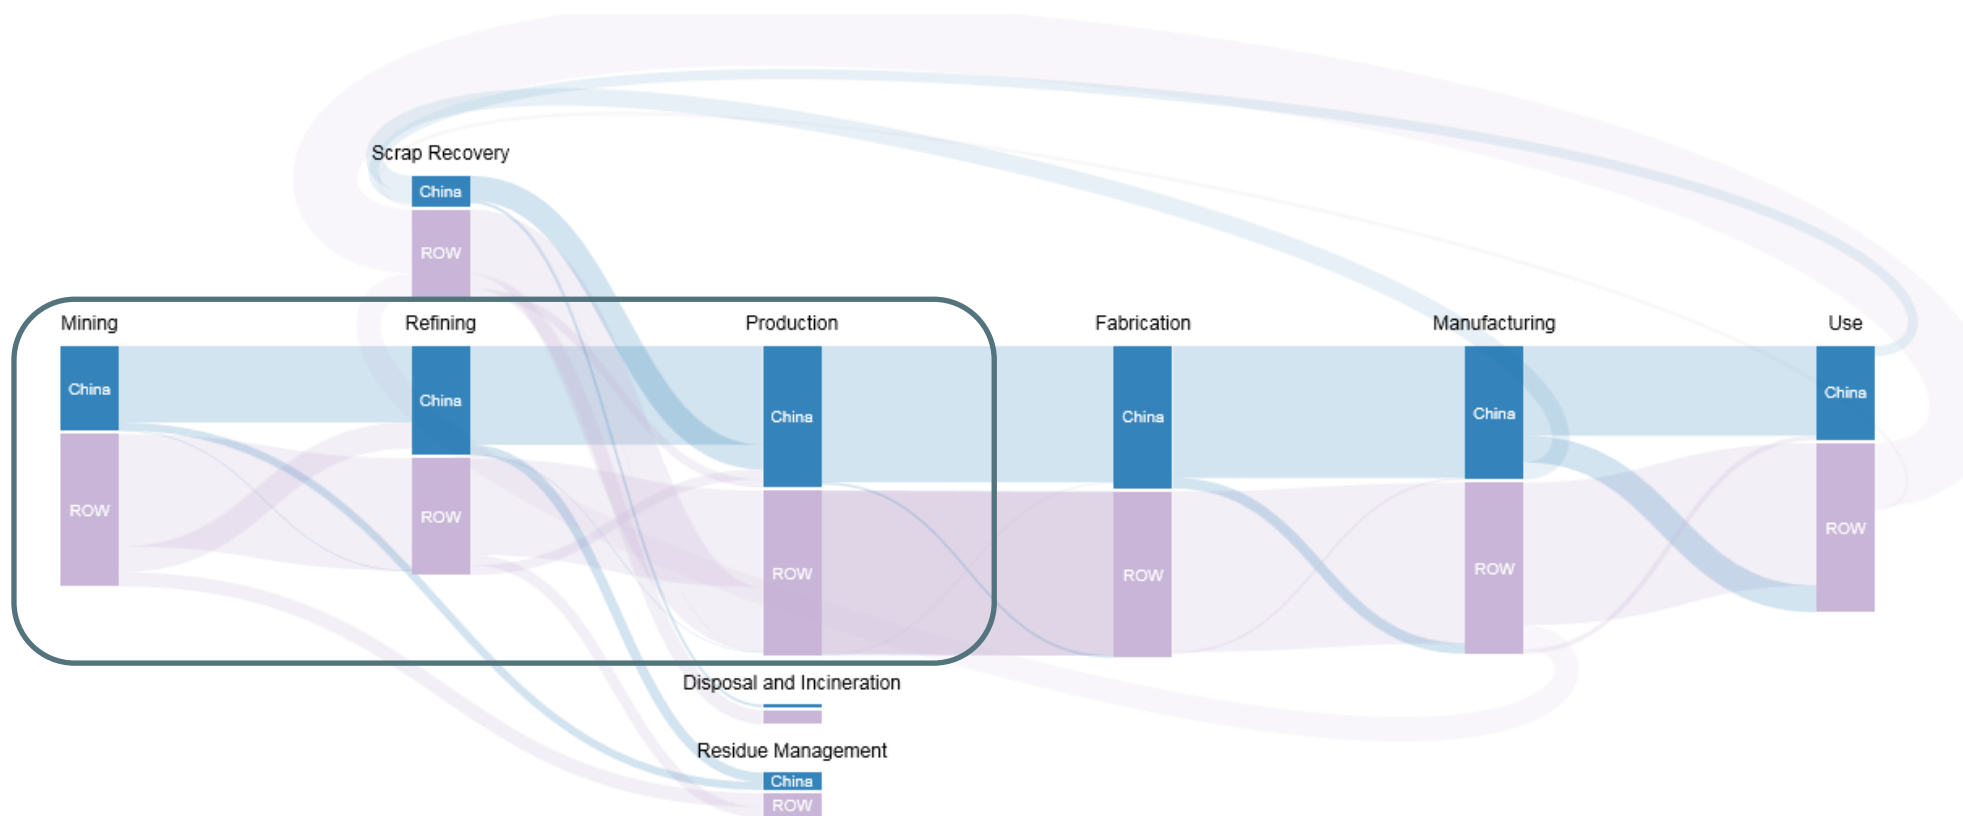 Scrap Recovery
China
ROW
Mining
Refining
Production
Fabrication
Manufacturing
Use
China
China
China
China
China
China
ROW
ROW
ROW
ROW
ROW
ROW
Disposal and Incineration
Residue Management
China
ROW